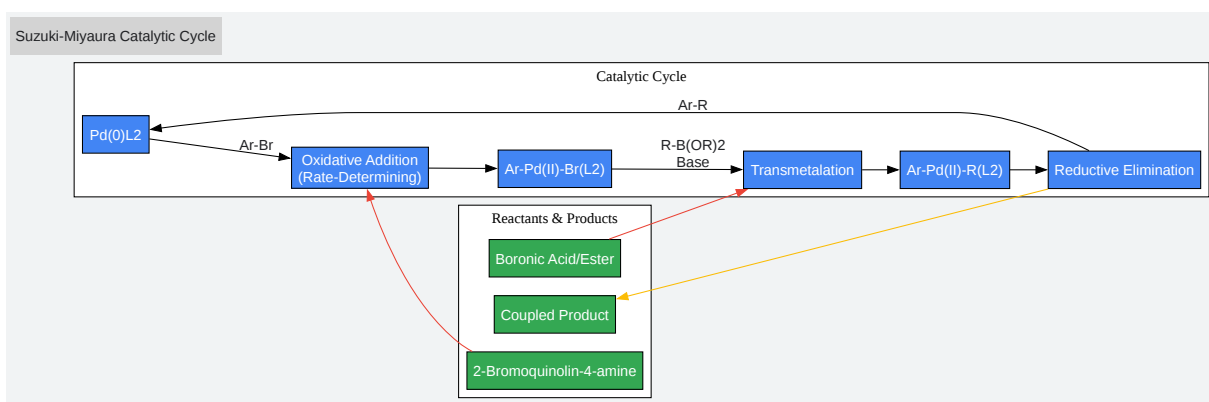 Suzuki-Miyaura Catalytic Cycle
Catalytic Cycle
Ar-R
Pd(0)L2
Ar-Br
Oxidative Addition
(Rate-Determining)
Ar-Pd(II)-Br(L2)
R-B(OR)2
Base
Transmetalation
Ar-Pd(II)-R(L2)
Reductive Elimination
Reactants & Products
Boronic Acid/Ester
Coupled Product
2-Bromoquinolin-4-amine